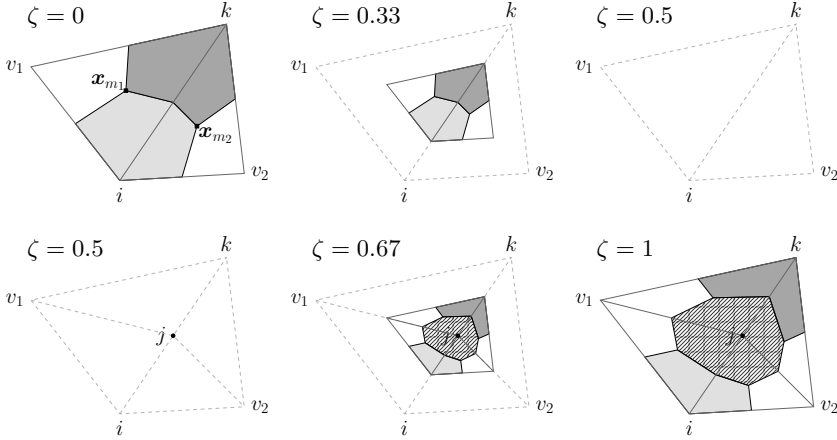 ζ = 0
k
v₁
𝒙ₘ₁
𝒙ₘ₂
v₂
i
ζ = 0.33
k
v₁
v₂
i
ζ = 0.5
k
v₁
v₂
i
ζ = 0.5
k
v₁
j
v₂
i
ζ = 0.67
k
v₁
j
v₂
i
ζ = 1
k
v₁
j
v₂
i